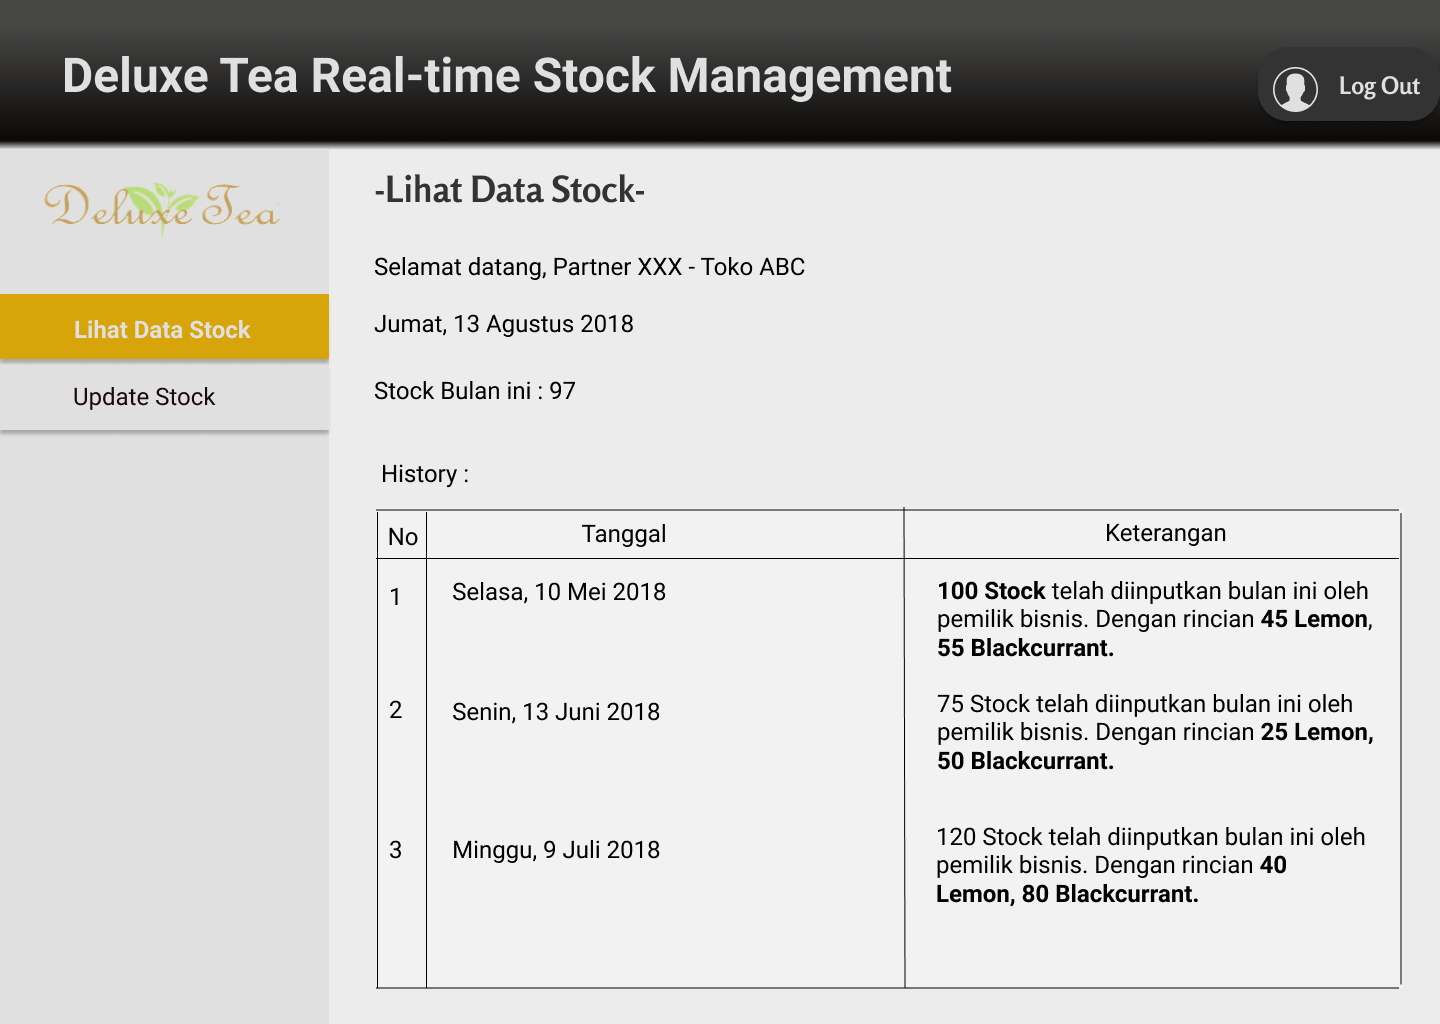 Deluxe Tea Real-time Stock Management
Log Out
Deluxe Tea
Lihat Data Stock
Update Stock
-Lihat Data Stock-
Selamat datang, Partner XXX - Toko ABC
Jumat, 13 Agustus 2018
Stock Bulan ini : 97
History :
No Tanggal Keterangan
1 Selasa, 10 Mei 2018 100 Stock telah diinputkan bulan ini oleh
pemilik bisnis. Dengan rincian 45 Lemon,
55 Blackcurrant.
2 Senin, 13 Juni 2018 75 Stock telah diinputkan bulan ini oleh
pemilik bisnis. Dengan rincian 25 Lemon,
50 Blackcurrant.
3 Minggu, 9 Juli 2018 120 Stock telah diinputkan bulan ini oleh
pemilik bisnis. Dengan rincian 40
Lemon, 80 Blackcurrant.